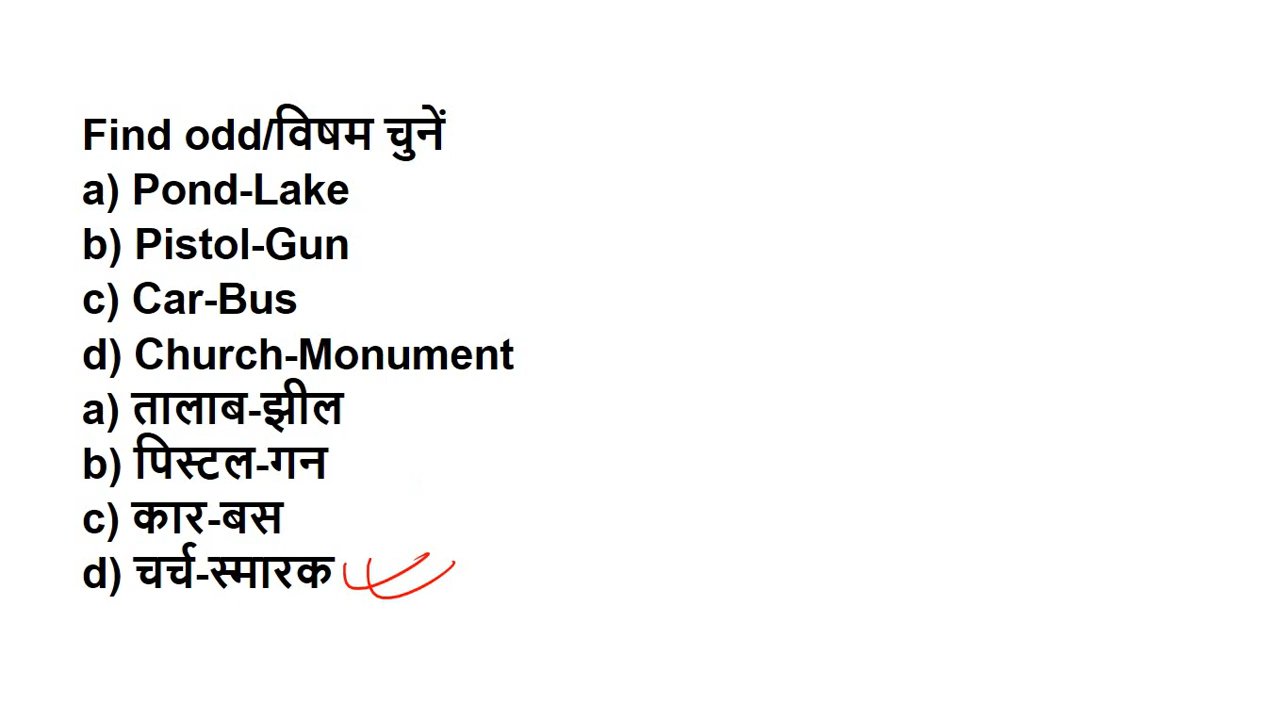 Find odd/विषम चुनें
a) Pond-Lake
b) Pistol-Gun
c) Car-Bus
d) Church-Monument
a) तालाब-झील
b) पिस्टल-गन
c) कार-बस
d) चर्च-स्मारक